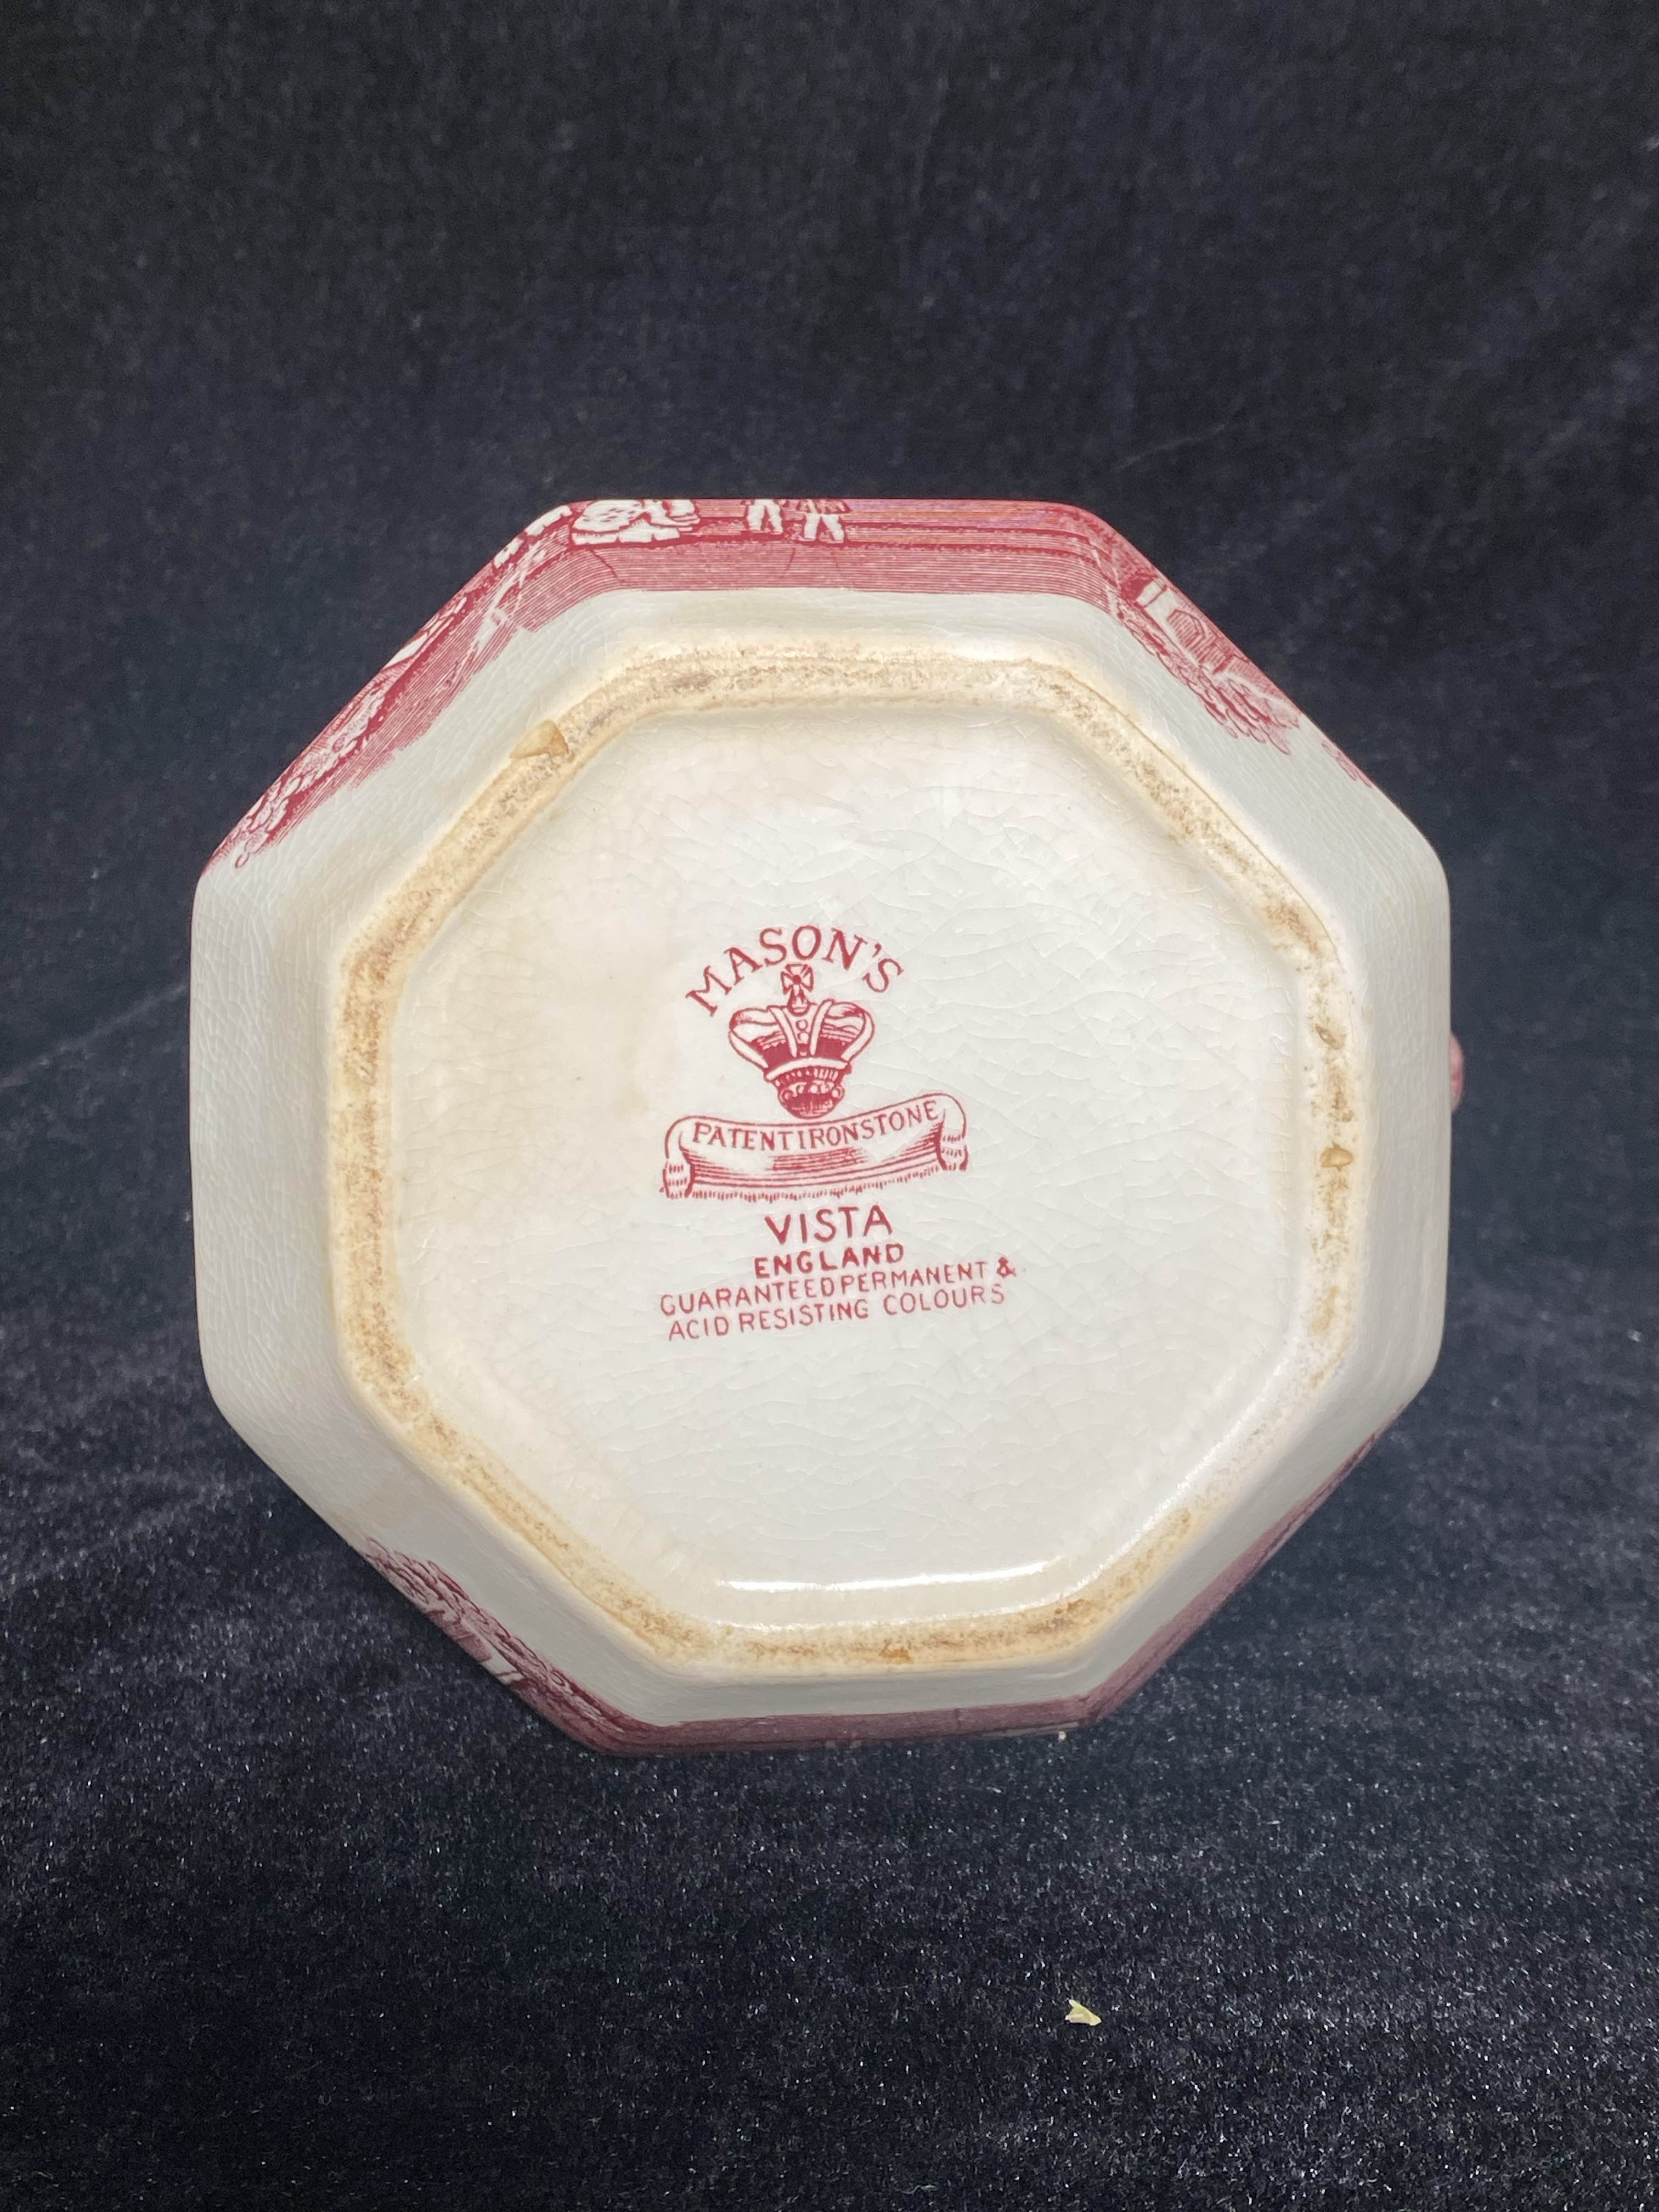 MASON'S
PATENT IRONSTONE
VISTA
ENGLAND
GUARANTEED PERMANENT &
ACID RESISTING COLOURS